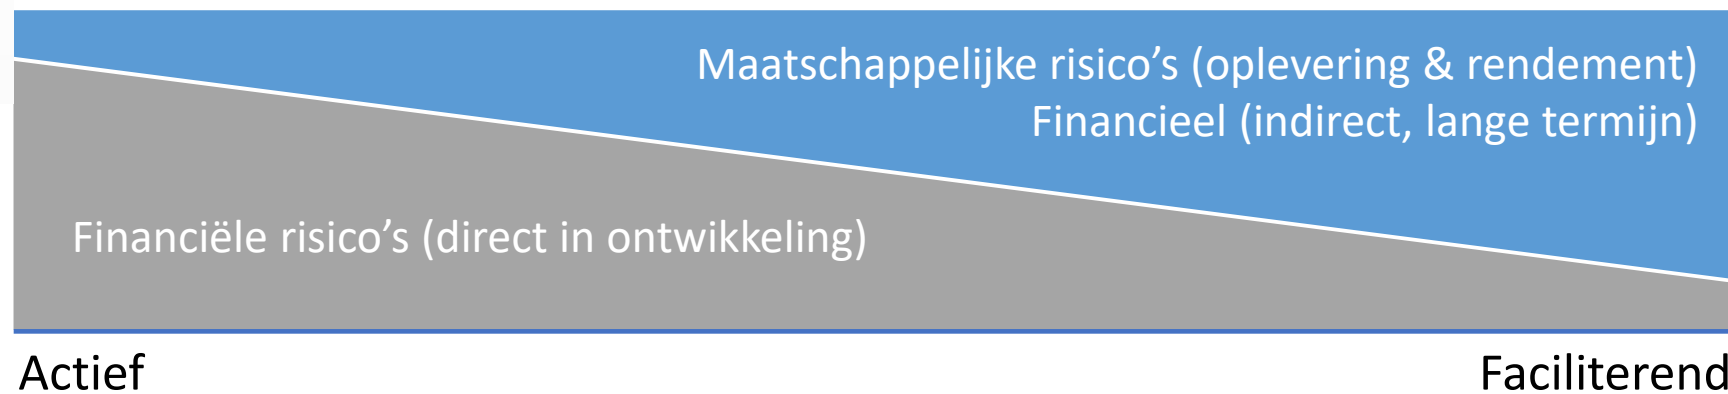 Maatschappelijke risico’s (oplevering & rendement)
Financieel (indirect, lange termijn)
Financiële risico’s (direct in ontwikkeling)
Actief
Faciliterend